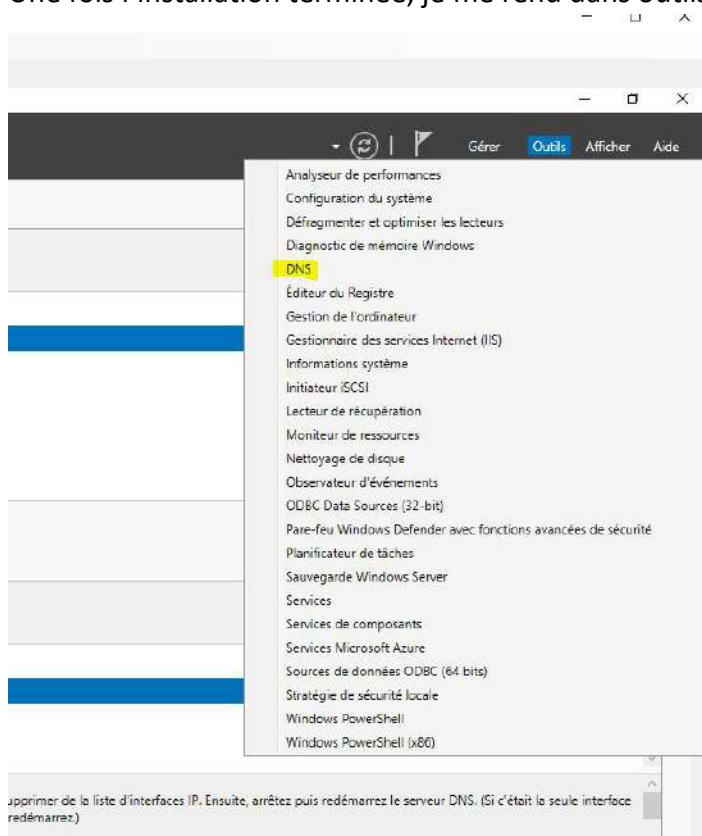 Une fois l'installation terminée, je me rend dans outils
Gérer Outils Afficher Aide
Analyseur de performances
Configuration du système
Défragmenter et optimiser les lecteurs
Diagnostic de mémoire Windows
DNS
Éditeur du Registre
Gestion de l'ordinateur
Gestionnaire des services Internet (IIS)
Informations système
Initiateur iSCSI
Lecteur de récupération
Moniteur de ressources
Nettoyage de disque
Observateur d'événements
ODBC Data Sources (32-bit)
Pare-feu Windows Defender avec fonctions avancées de sécurité
Planificateur de tâches
Sauvegarde Windows Server
Services
Services de composants
Services Microsoft Azure
Sources de données ODBC (64 bits)
Stratégie de sécurité locale
Windows PowerShell
Windows PowerShell (x86)
upprimer de la liste d'interfaces IP. Ensuite, arrêtez puis redémarrez le serveur DNS. (Si c'était la seule interface
redémarrez.)